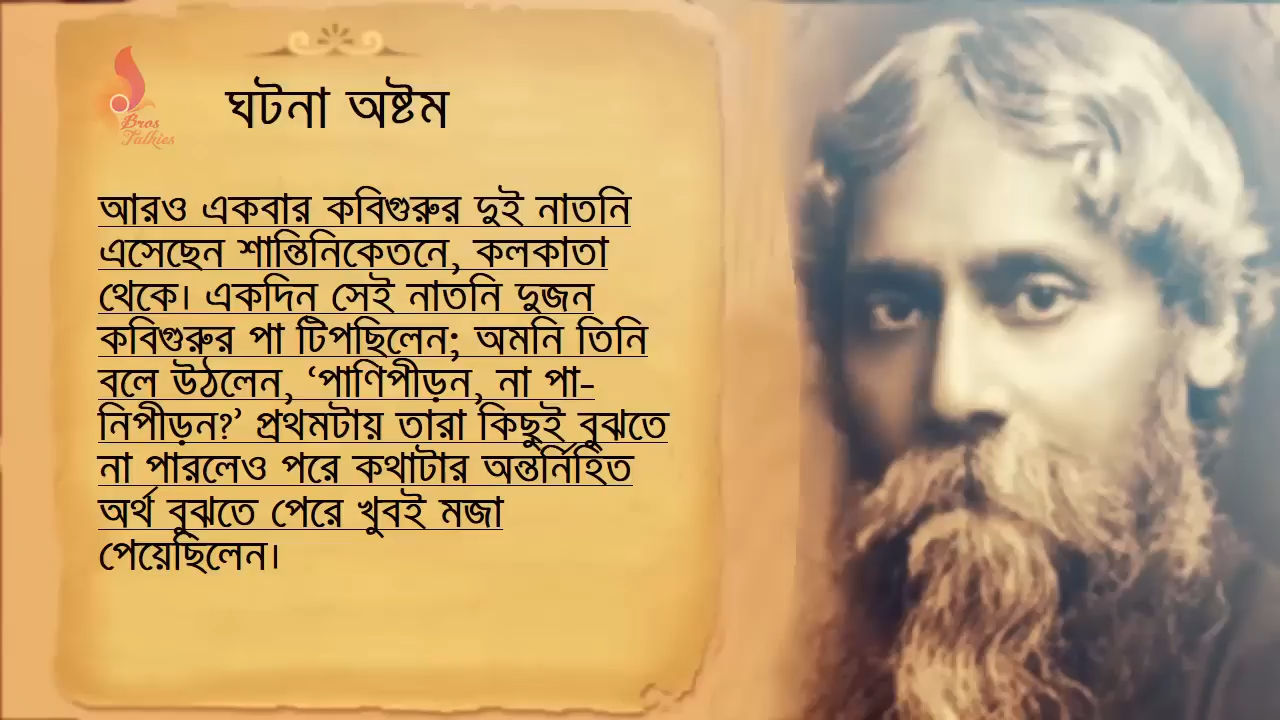 ঘটনা অষ্টম
Bros
Talkies
আরও একবার কবিগুরুর দুই নাতনি
এসেছেন শান্তিনিকেতনে, কলকাতা
থেকে। একদিন সেই নাতনি দুজন
কবিগুরুর পা টিপছিলেন; অমনি তিনি
বলে উঠলেন, ‘পাণিপীড়ন, না পা-
নিপীড়ন?’ প্রথমটায় তারা কিছুই বুঝতে
না পারলেও পরে কথাটার অন্তর্নিহিত
অর্থ বুঝতে পেরে খুবই মজা
পেয়েছিলেন।